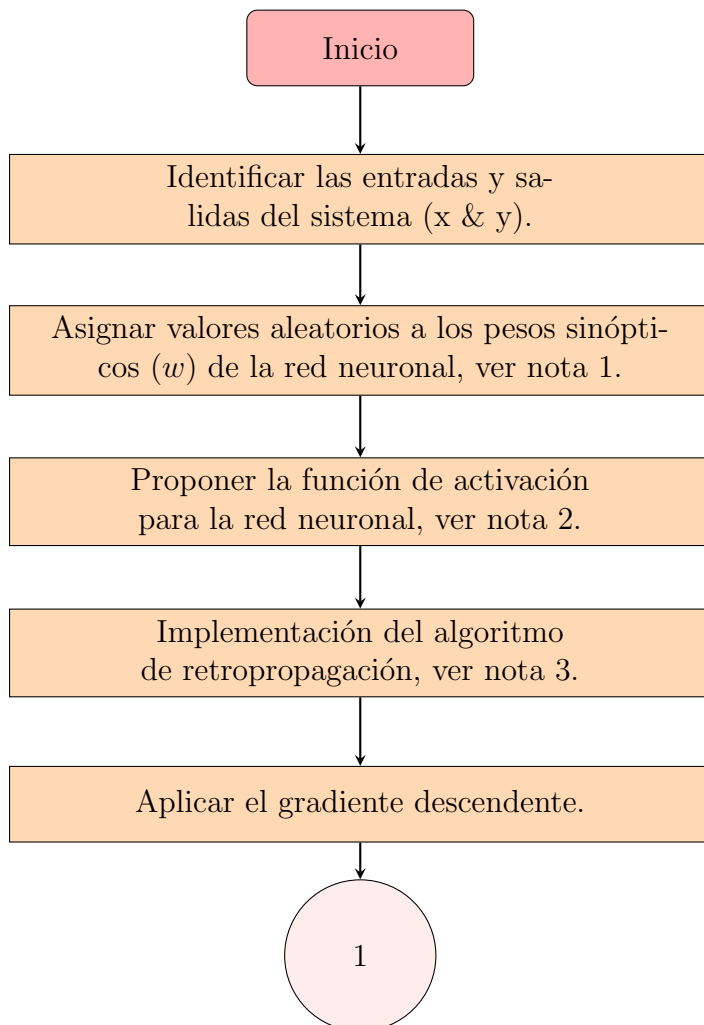 Inicio
Identificar las entradas y sa-
lidas del sistema (x & y).
Asignar valores aleatorios a los pesos sinópti-
cos (w) de la red neuronal, ver nota 1.
Proponer la función de activación
para la red neuronal, ver nota 2.
Implementación del algoritmo
de retropropagación, ver nota 3.
Aplicar el gradiente descendente.
1